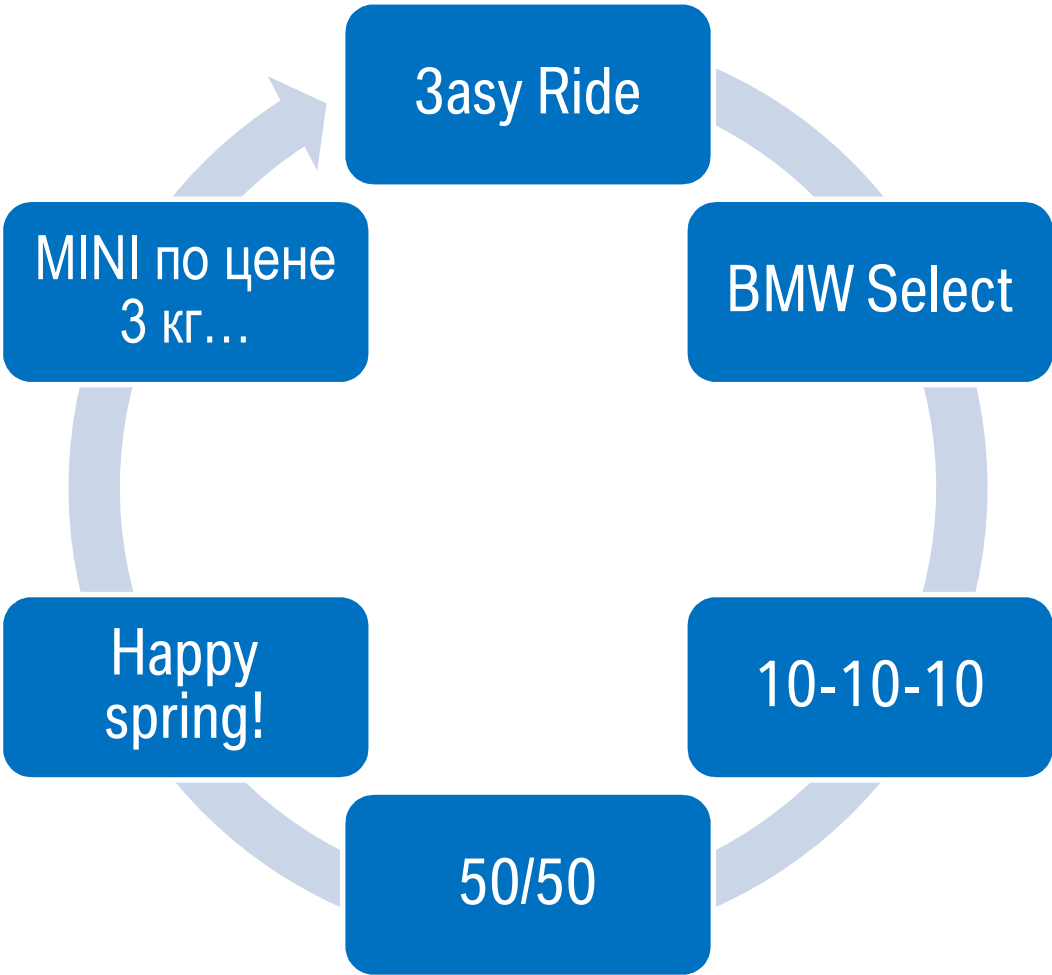 3asy Ride
BMW Select
10-10-10
50/50
Happy
spring!
MINI по цене
3 кг…